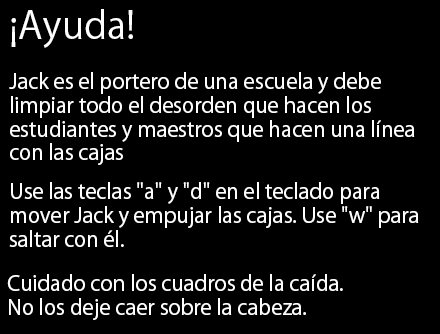 ¡Ayuda!
Jack es el portero de una escuela y debe
limpiar todo el desorden que hacen los
estudiantes y maestros que hacen una línea
con las cajas
Use las teclas "a" y "d" en el teclado para
mover Jack y empujar las cajas. Use "w" para
saltar con él.
Cuidado con los cuadros de la caída.
No los deje caer sobre la cabeza.